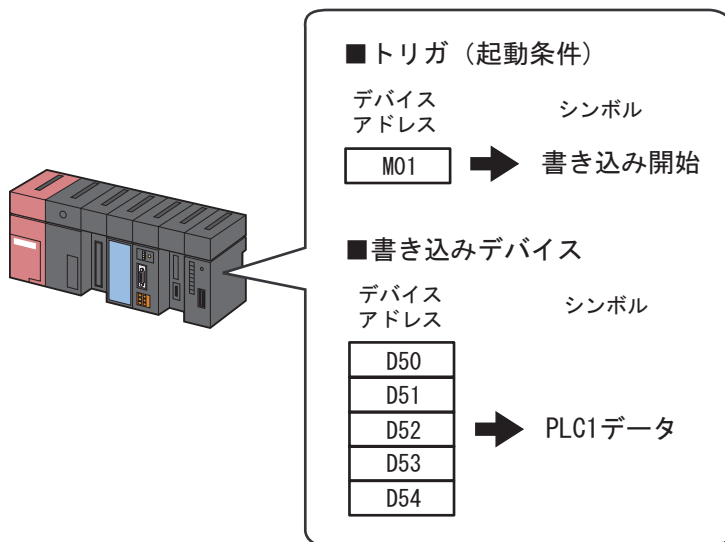 ■トリガ（起動条件）
デバイス
アドレス
シンボル
M01
書き込み開始
■書き込みデバイス
デバイス
アドレス
シンボル
D50
D51
D52
D53
D54
PLC1データ